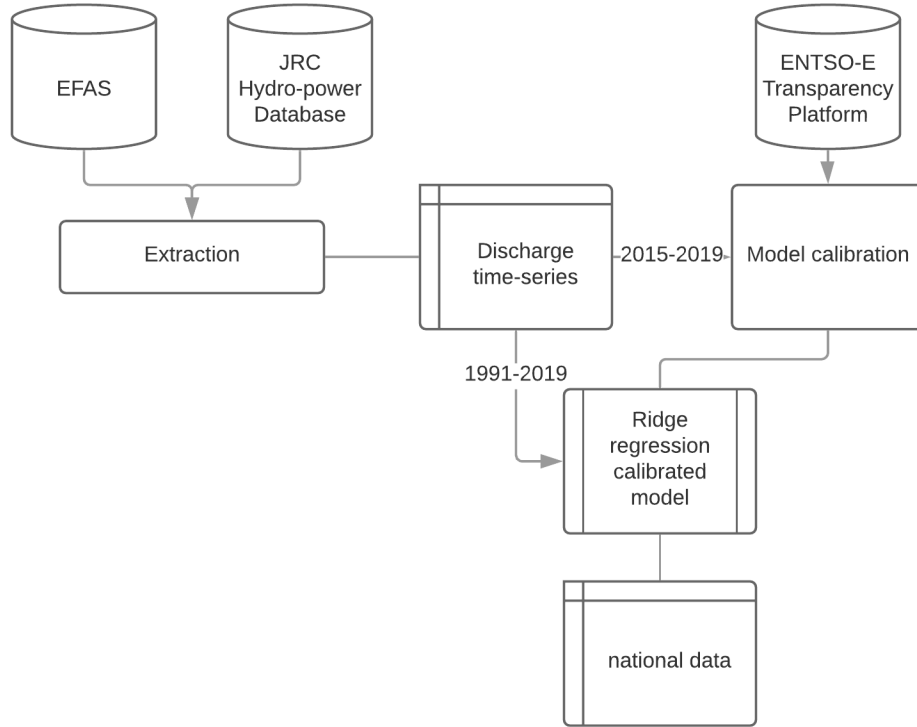 EFAS
JRC
Hydro-power
Database
ENTSO-E
Transparency
Platform
Extraction
Discharge
time-series
2015-2019
Model calibration
1991-2019
Ridge
regression
calibrated
model
national data